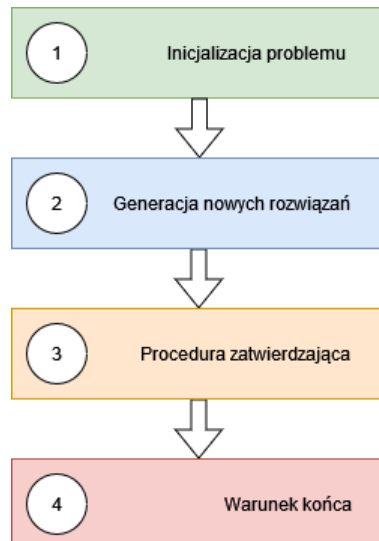 1 Inicjalizacja problemu
2 Generacja nowych rozwiązań
3 Procedura zatwierdzająca
4 Warunek końca